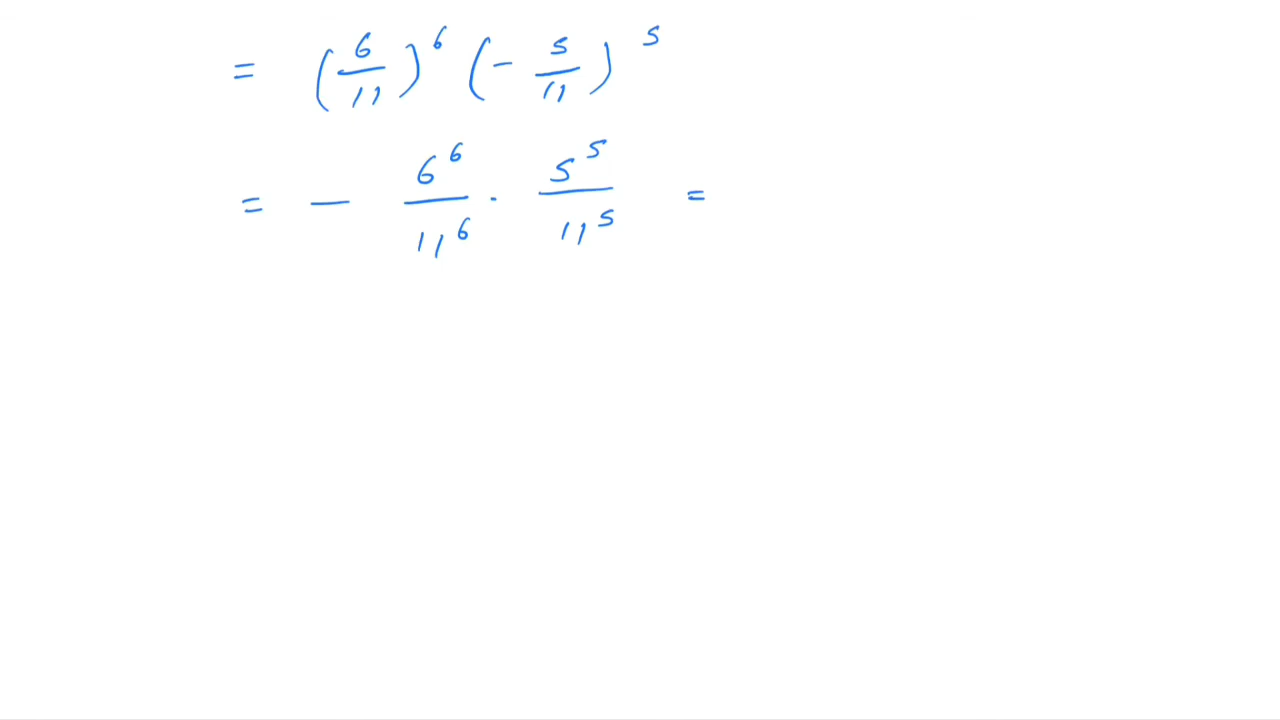 = (6/11)^6 (- 5/11)^5
= - 6^6/11^6 · 5^5/11^5 =